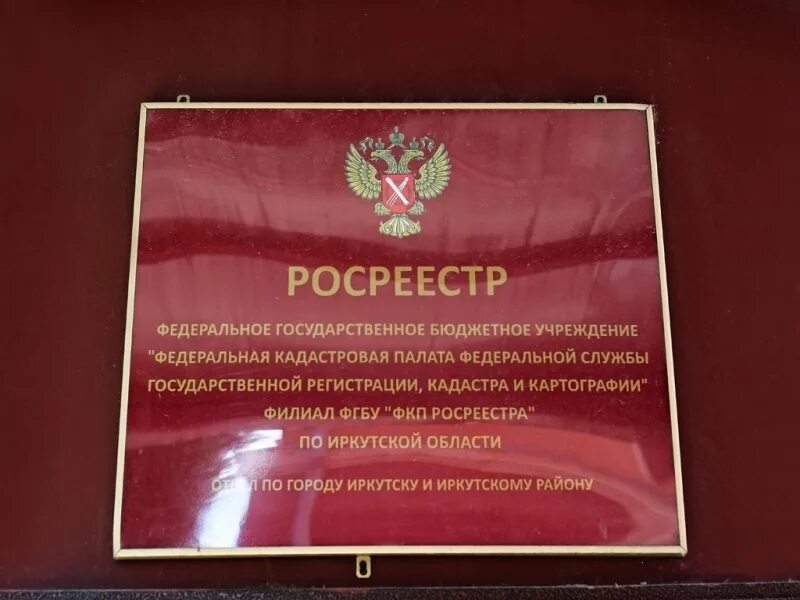 РОСРЕЕСТР
ФЕДЕРАЛЬНОЕ ГОСУДАРСТВЕННОЕ БЮДЖЕТНОЕ УЧРЕЖДЕНИЕ
"ФЕДЕРАЛЬНАЯ КАДАСТРОВАЯ ПАЛАТА ФЕДЕРАЛЬНОЙ СЛУЖБЫ
ГОСУДАРСТВЕННОЙ РЕГИСТРАЦИИ, КАДАСТРА И КАРТОГРАФИИ"
ФИЛИАЛ ФГБУ "ФКП РОСРЕЕСТРА"
ПО ИРКУТСКОЙ ОБЛАСТИ
ОТДЕЛ ПО ГОРОДУ ИРКУТСКУ И ИРКУТСКОМУ РАЙОНУ